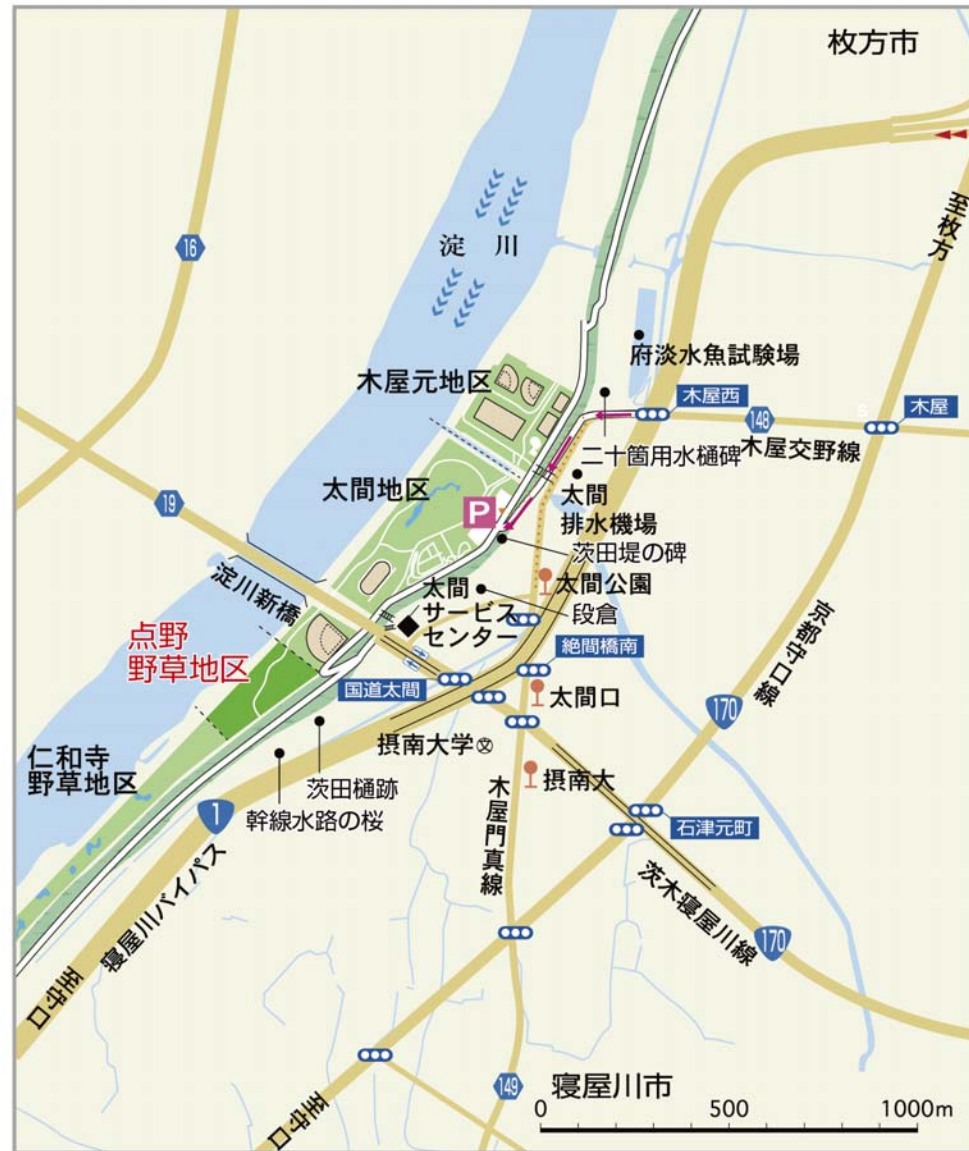 枚方市
至枚方
16
淀 川
府淡水魚試験場
木屋元地区
木屋西
148
木屋
木屋交野線
二十箇用水樋碑
太間地区
P
太間
排水機場
茨田堤の碑
19
淀川新橋
太間公園
太間
サービス
センター
段倉
京都守口線
点野
野草地区
絶間橋南
国道太間
太間口
170
摂南大学
文
仁和寺
野草地区
茨田樋跡
幹線水路の桜
摂南大
1
木屋門真線
石津元町
寝屋川バイパス
茨木寝屋川線
170
至守口
至守口
149
寝屋川市
0 500 1000m